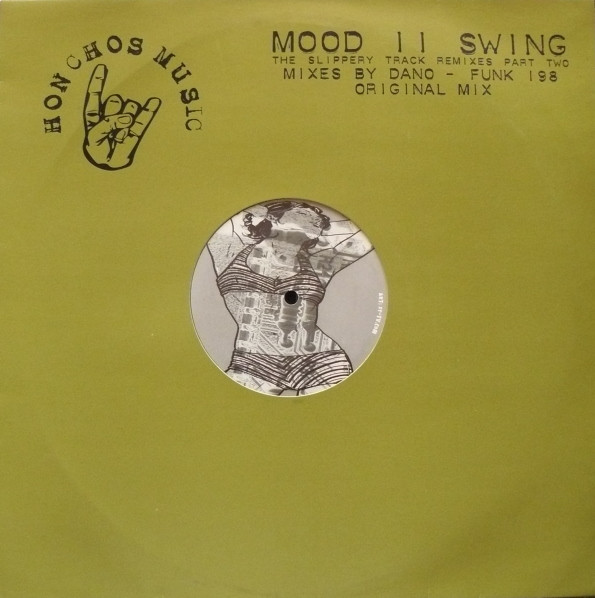 HONCHOS MUSIC
MOOD II SWING
THE SLIPPERY TRACK REMIXES PART TWO
MIXES BY DANO - FUNK 198
ORIGINAL MIX